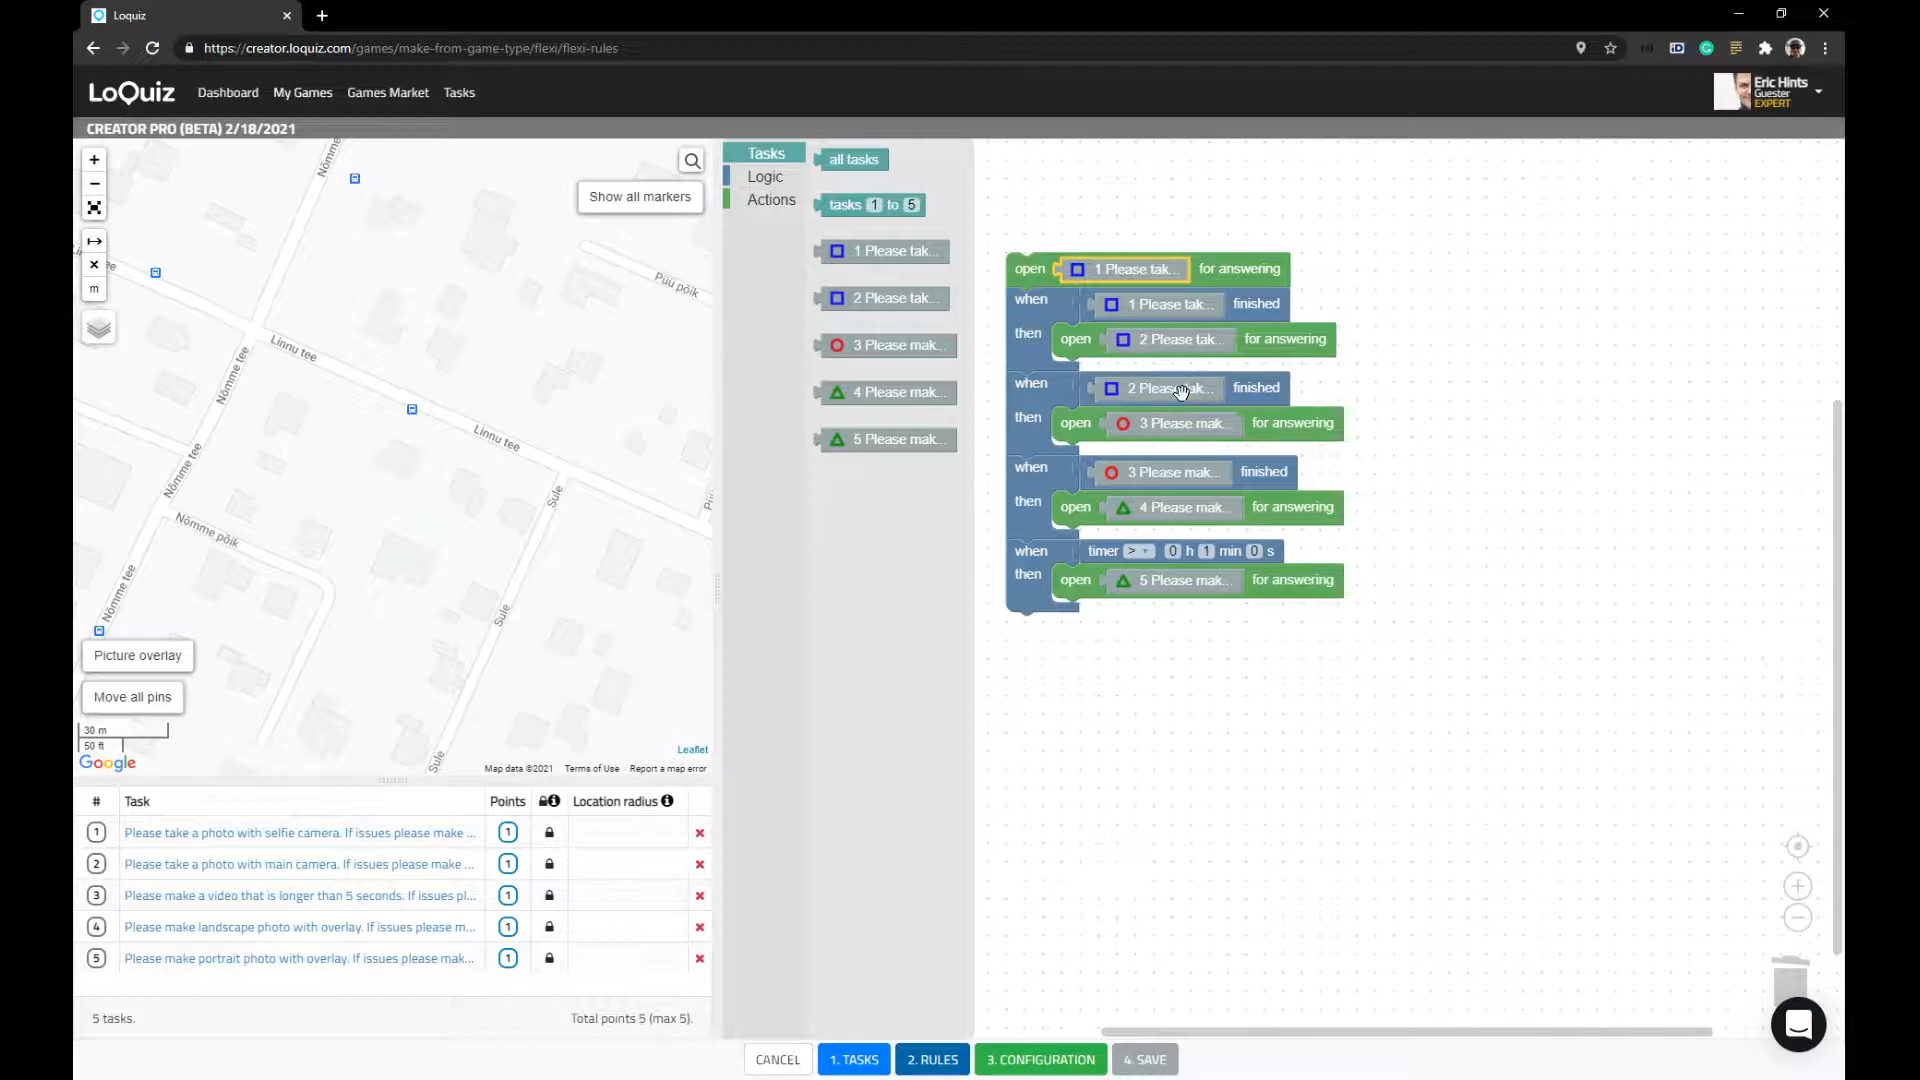 Loquiz
https://creator.loquiz.com/games/make-from-game-type/flexi/flexi-rules
LoQuiz Dashboard My Games Games Market Tasks
Eric Hints
Guester
EXPERT
CREATOR PRO (BETA) 2/18/2021
+
−
m
Show all markers
Nõmme
Linnu tee
Puu põik
Nõmme tee
Linnu tee
Nõmme tee
Sule
Nõmme põik
Nõmme tee
Sule
Sule
Picture overlay
Move all pins
30 m
50 ft
Google
Leaflet
Map data ©2021 Terms of Use Report a map error
Tasks
Logic
Actions
all tasks
tasks 1 to 5
1 Please tak...
2 Please tak...
3 Please mak...
4 Please mak...
5 Please mak...
open 1 Please tak... for answering
when 1 Please tak... finished
then open 2 Please tak... for answering
when 2 Please tak... finished
then open 3 Please mak... for answering
when 3 Please mak... finished
then open 4 Please mak... for answering
when timer > 0 h 1 min 0 s
then open 5 Please mak... for answering
# Task Points Location radius
1 Please take a photo with selfie camera. If issues please make ... 1
2 Please take a photo with main camera. If issues please make ... 1
3 Please make a video that is longer than 5 seconds. If issues pl... 1
4 Please make landscape photo with overlay. If issues please m... 1
5 Please make portrait photo with overlay. If issues please mak... 1
5 tasks. Total points 5 (max 5).
CANCEL 1. TASKS 2. RULES 3. CONFIGURATION 4. SAVE